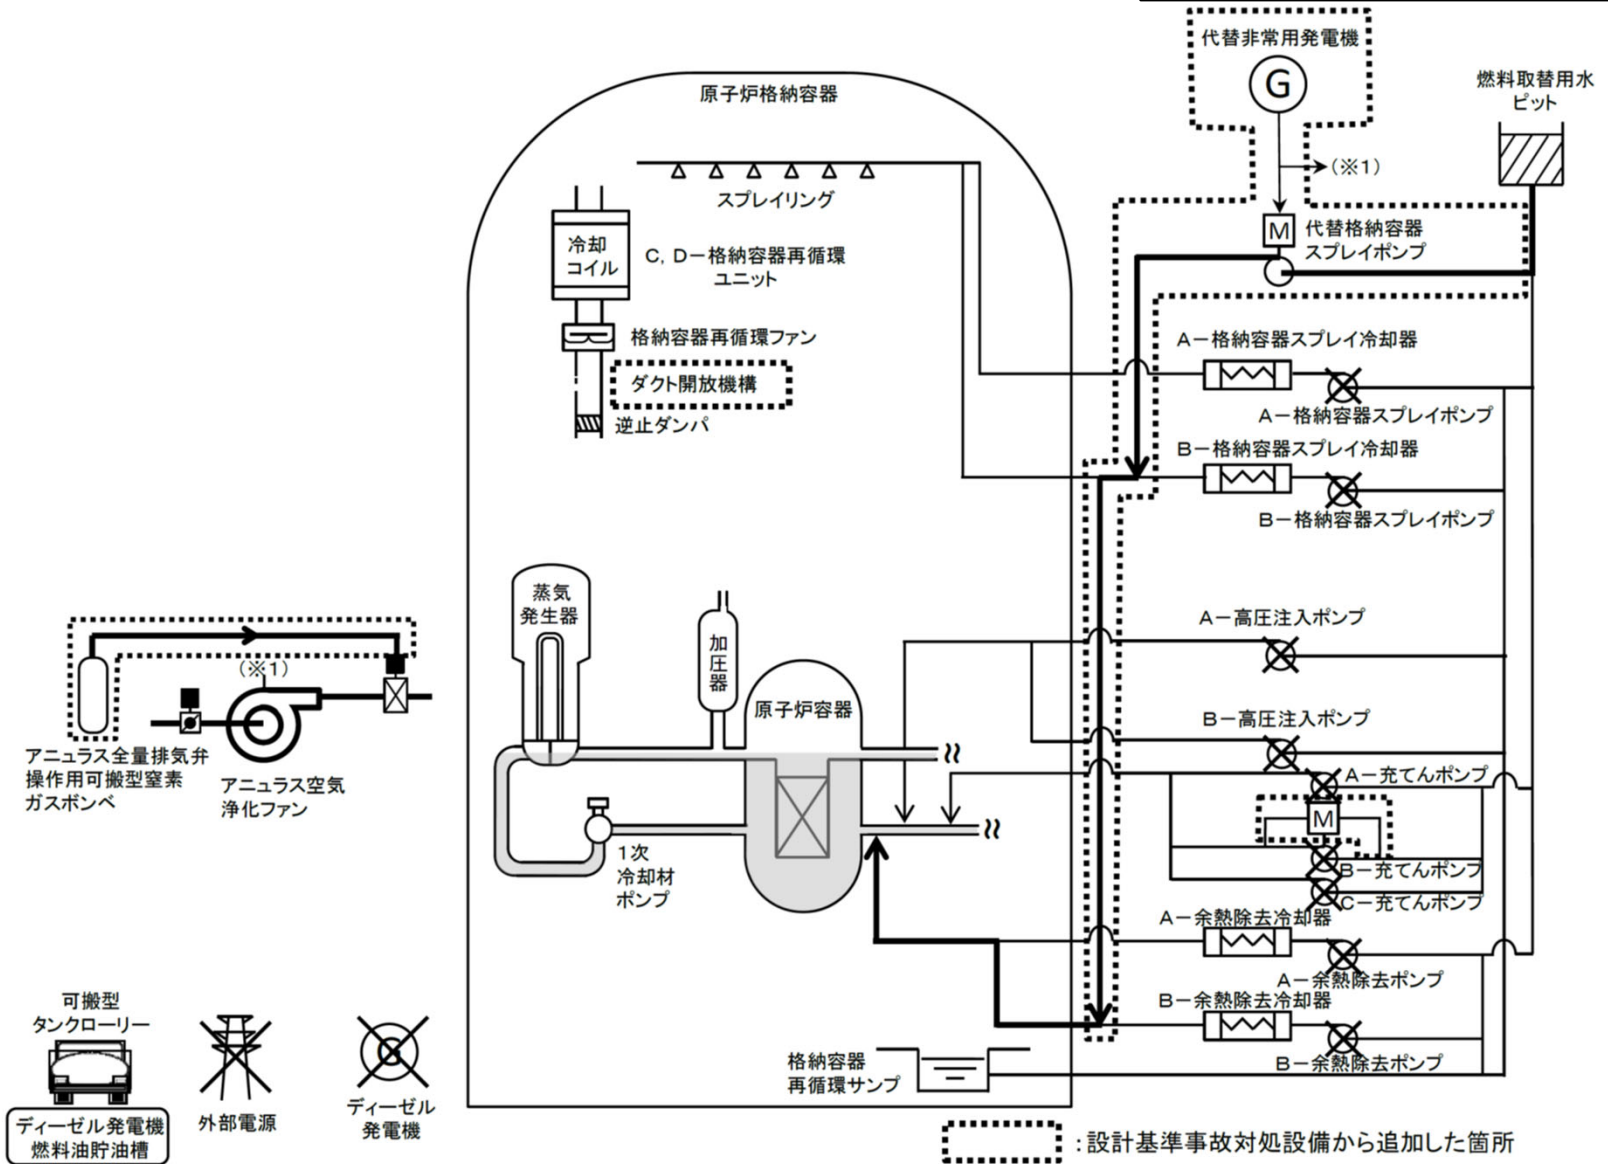 代替非常用発電機
G
(※1)
燃料取替用水
ピット
原子炉格納容器
スプレイリング
M
代替格納容器
スプレイポンプ
冷却
コイル
C, D－格納容器再循環
ユニット
格納容器再循環ファン
ダクト開放機構
逆止ダンパ
A－格納容器スプレイ冷却器
A－格納容器スプレイポンプ
B－格納容器スプレイ冷却器
B－格納容器スプレイポンプ
蒸気
発生器
加
圧
器
原子炉容器
A－高圧注入ポンプ
B－高圧注入ポンプ
(※1)
アニュラス全量排気弁
操作用可搬型窒素
ガスボンベ
アニュラス空気
浄化ファン
A－充てんポンプ
M
B－充てんポンプ
C－充てんポンプ
1次
冷却材
ポンプ
A－余熱除去冷却器
A－余熱除去ポンプ
B－余熱除去冷却器
B－余熱除去ポンプ
格納容器
再循環サンプ
可搬型
タンクローリー
ディーゼル発電機
燃料油貯油槽
外部電源
G
ディーゼル
発電機
：設計基準事故対処設備から追加した箇所